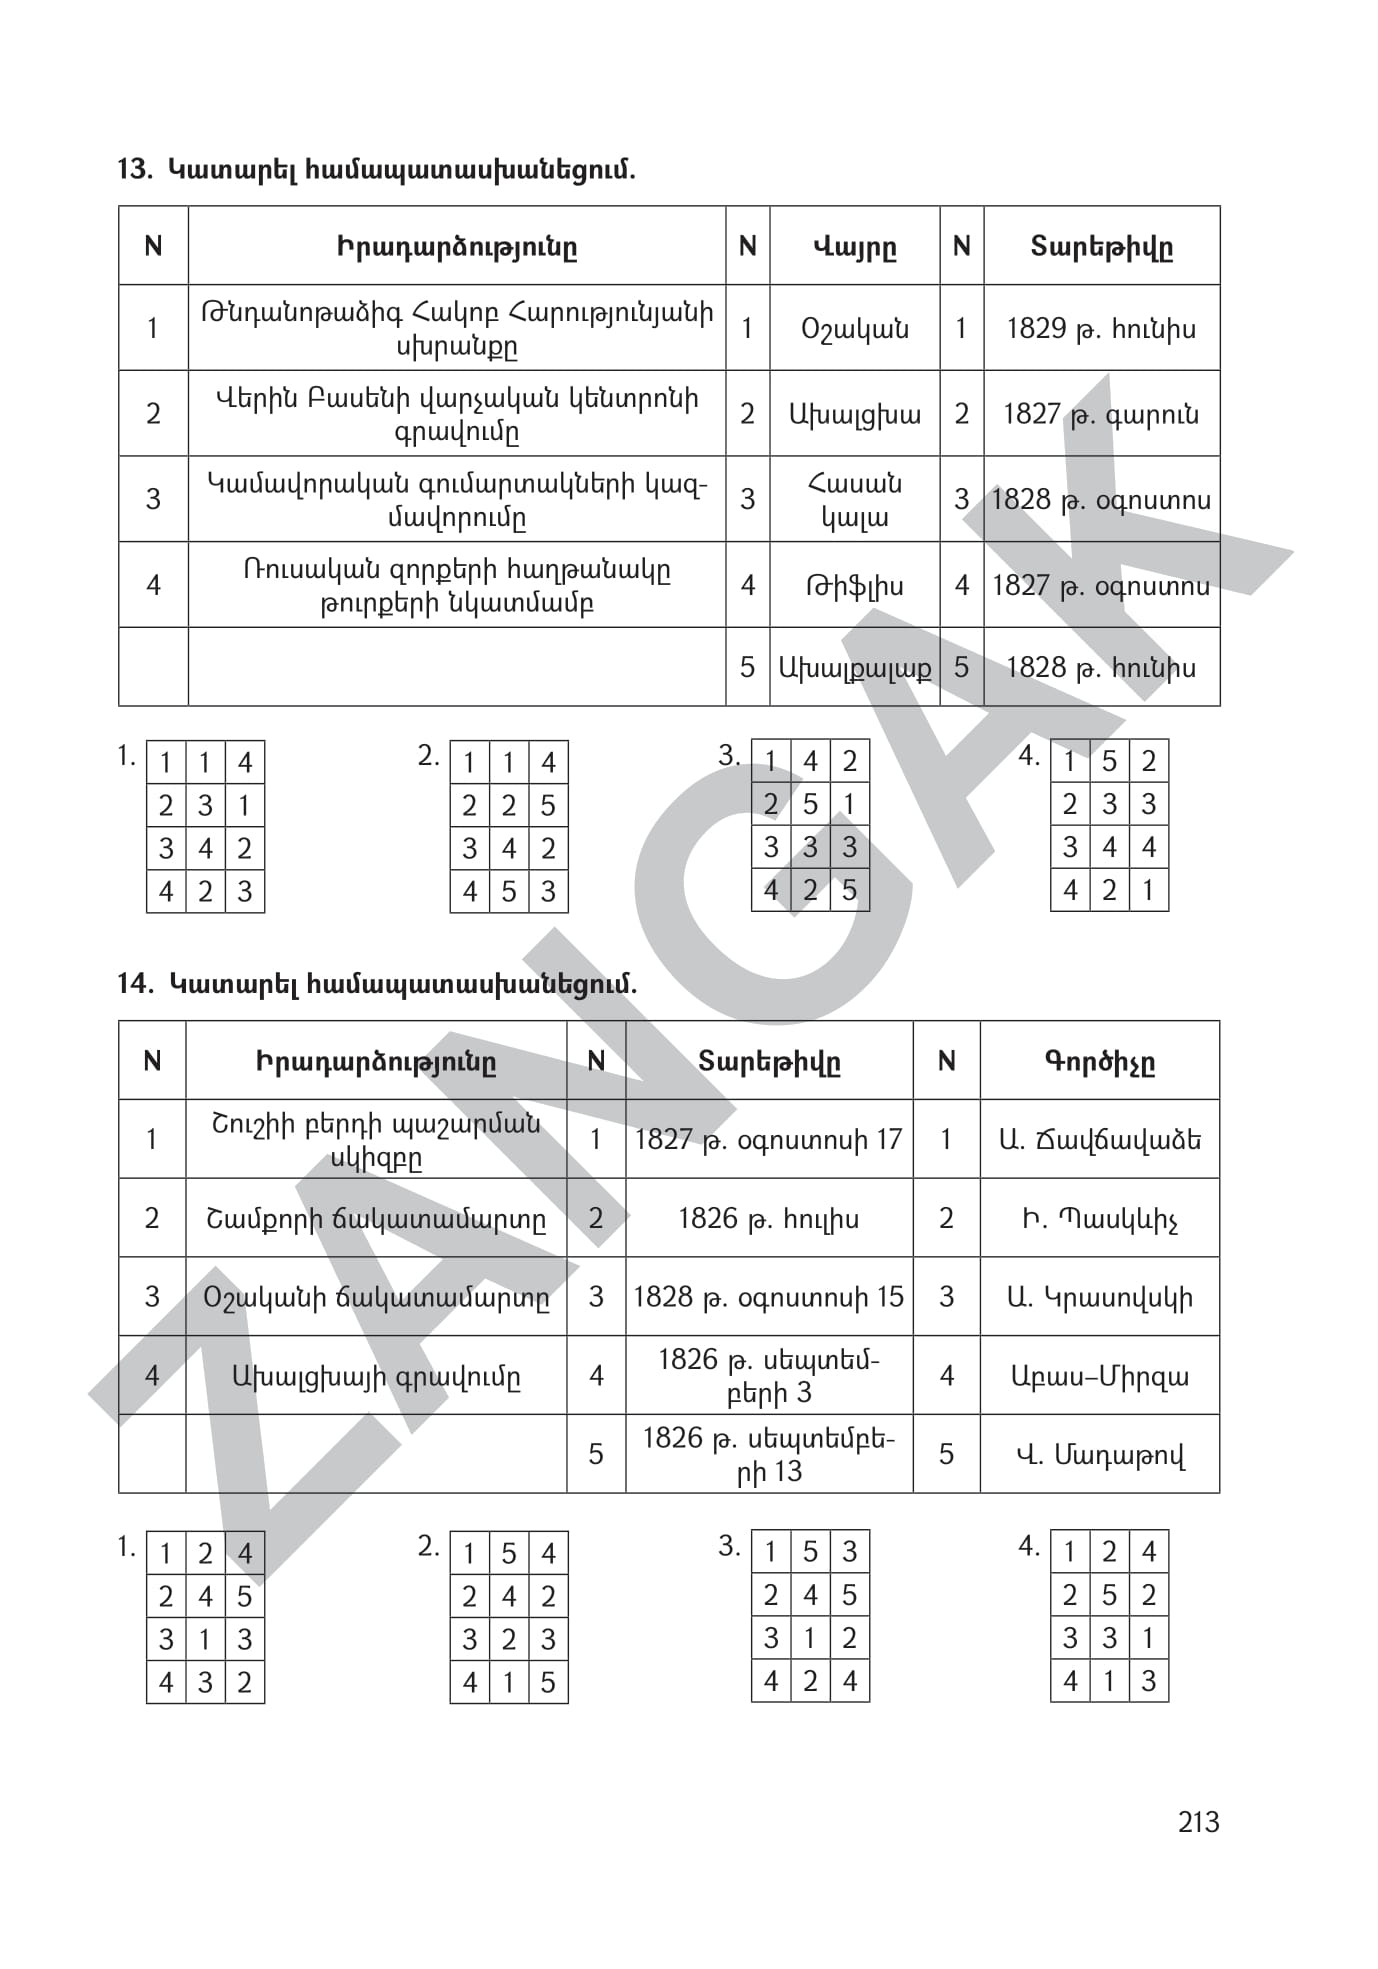 13. Կատարել համապատասխանեցում.
N Իրադարձությունը N Վայրը N Տարեթիվը
1 Թնդանոթաձիգ Հակոբ Հարությունյանի սխրանքը 1 Օշական 1 1829 թ. հունիս
2 Վերին Բասենի վարչական կենտրոնի գրավումը 2 Ախալցխա 2 1827 թ. գարուն
3 Կամավորական գումարտակների կազ-մավորումը 3 Հասան կալա 3 1828 թ. օգոստոս
4 Ռուսական զորքերի հաղթանակը թուրքերի նկատմամբ 4 Թիֆլիս 4 1827 թ. օգոստոս
5 Ախալքալաք 5 1828 թ. հունիս
1. 1 1 4 2. 1 1 4 3. 1 4 2 4. 1 5 2
2 3 1 2 2 5 2 5 1 2 3 3
3 4 2 3 4 2 3 3 3 3 4 4
4 2 3 4 5 3 4 2 5 4 2 1
14. Կատարել համապատասխանեցում.
N Իրադարձությունը N Տարեթիվը N Գործիչը
1 Շուշիի բերդի պաշարման սկիզբը 1 1827 թ. օգոստոսի 17 1 Ա. Ճավճավաձե
2 Շամքորի ճակատամարտը 2 1826 թ. հուլիս 2 Ի. Պասկևիչ
3 Օշականի ճակատամարտը 3 1828 թ. օգոստոսի 15 3 Ա. Կրասովսկի
4 Ախալցխայի գրավումը 4 1826 թ. սեպտեմ-բերի 3 4 Աբաս–Միրզա
5 1826 թ. սեպտեմբե-րի 13 5 Վ. Մադաթով
1. 1 2 4 2. 1 5 4 3. 1 5 3 4. 1 2 4
2 4 5 2 4 2 2 4 5 2 5 2
3 1 3 3 2 3 3 1 2 3 3 1
4 3 2 4 1 5 4 2 4 4 1 3
213
ZANGAK